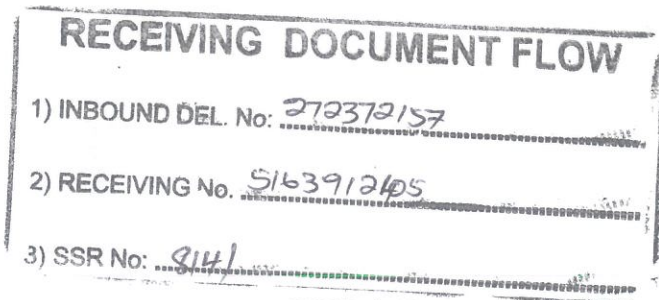 RECEIVING DOCUMENT FLOW
1) INBOUND DEL. No: 272372157
2) RECEIVING No. 5163912405
3) SSR No: 8141